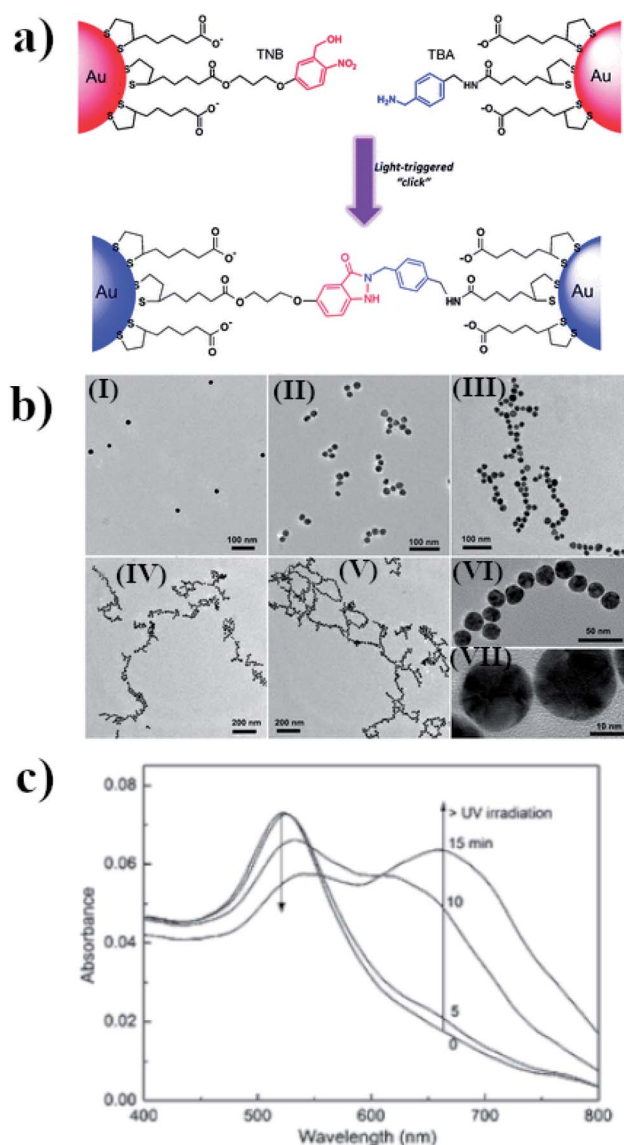 a)
OH
TNB
NO₂
O
O
O⁻
O
O
O
O⁻
S
S
S
S
S
S
Au
TBA
H₂N
NH
O
⁻O
O
⁻O
O
S
S
S
S
S
S
Au
Light-triggered
"click"
Au
S
S
S
S
S
S
O
O⁻
O
O
O
O
O⁻
O
N
NH
NH
O
⁻O
O
⁻O
O
S
S
S
S
S
S
Au
b)
(I)
100 nm
(II)
100 nm
(III)
100 nm
(IV)
200 nm
(V)
200 nm
(VI)
50 nm
(VII)
10 nm
c)
0.08
0.06
0.04
0.02
0.00
Absorbance
> UV irradiation
15 min
10
5
0
400
500
600
700
800
Wavelength (nm)